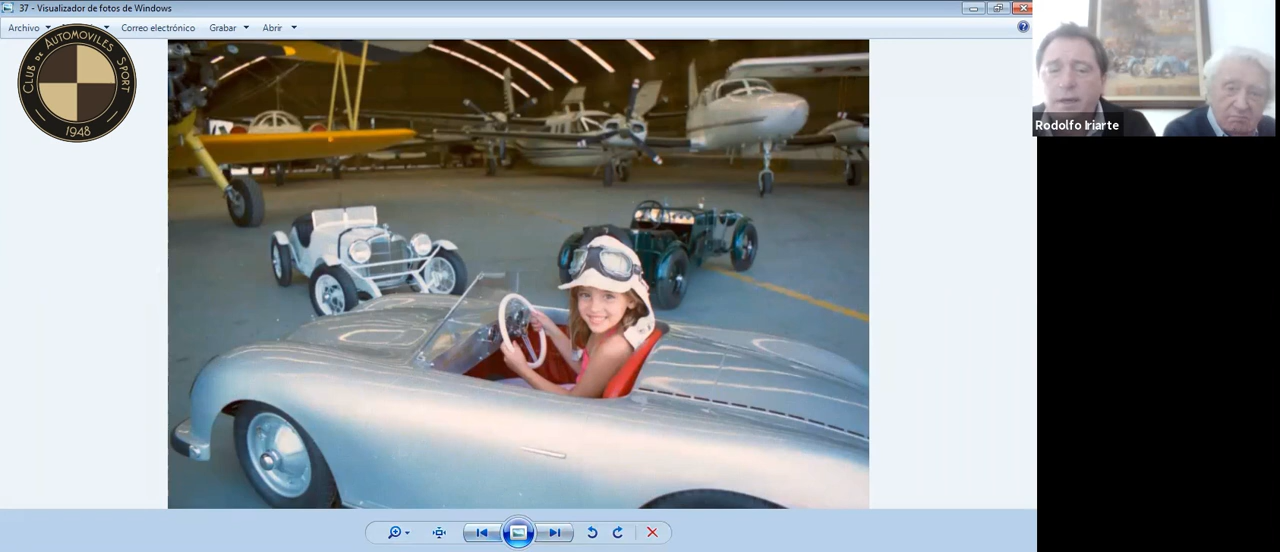 37 - Visualizador de fotos de Windows
Archivo Correo electrónico Grabar Abrir
CLUB DE AUTOMOVILES SPORT
1948
Rodolfo Iriarte